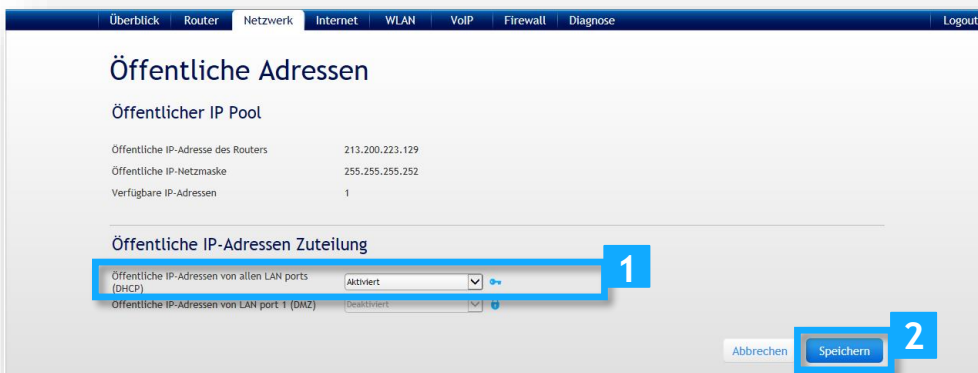 Überblick Router Netzwerk Internet WLAN VoIP Firewall Diagnose Logout
Öffentliche Adressen
Öffentlicher IP Pool
Öffentliche IP-Adresse des Routers 213.200.223.129
Öffentliche IP-Netzmaske 255.255.255.252
Verfügbare IP-Adressen 1
Öffentliche IP-Adressen Zuteilung
Öffentliche IP-Adressen von allen LAN ports
(DHCP) Aktiviert 1
Öffentliche IP-Adressen von LAN port 1 (DMZ) Deaktiviert
Abbrechen Speichern 2